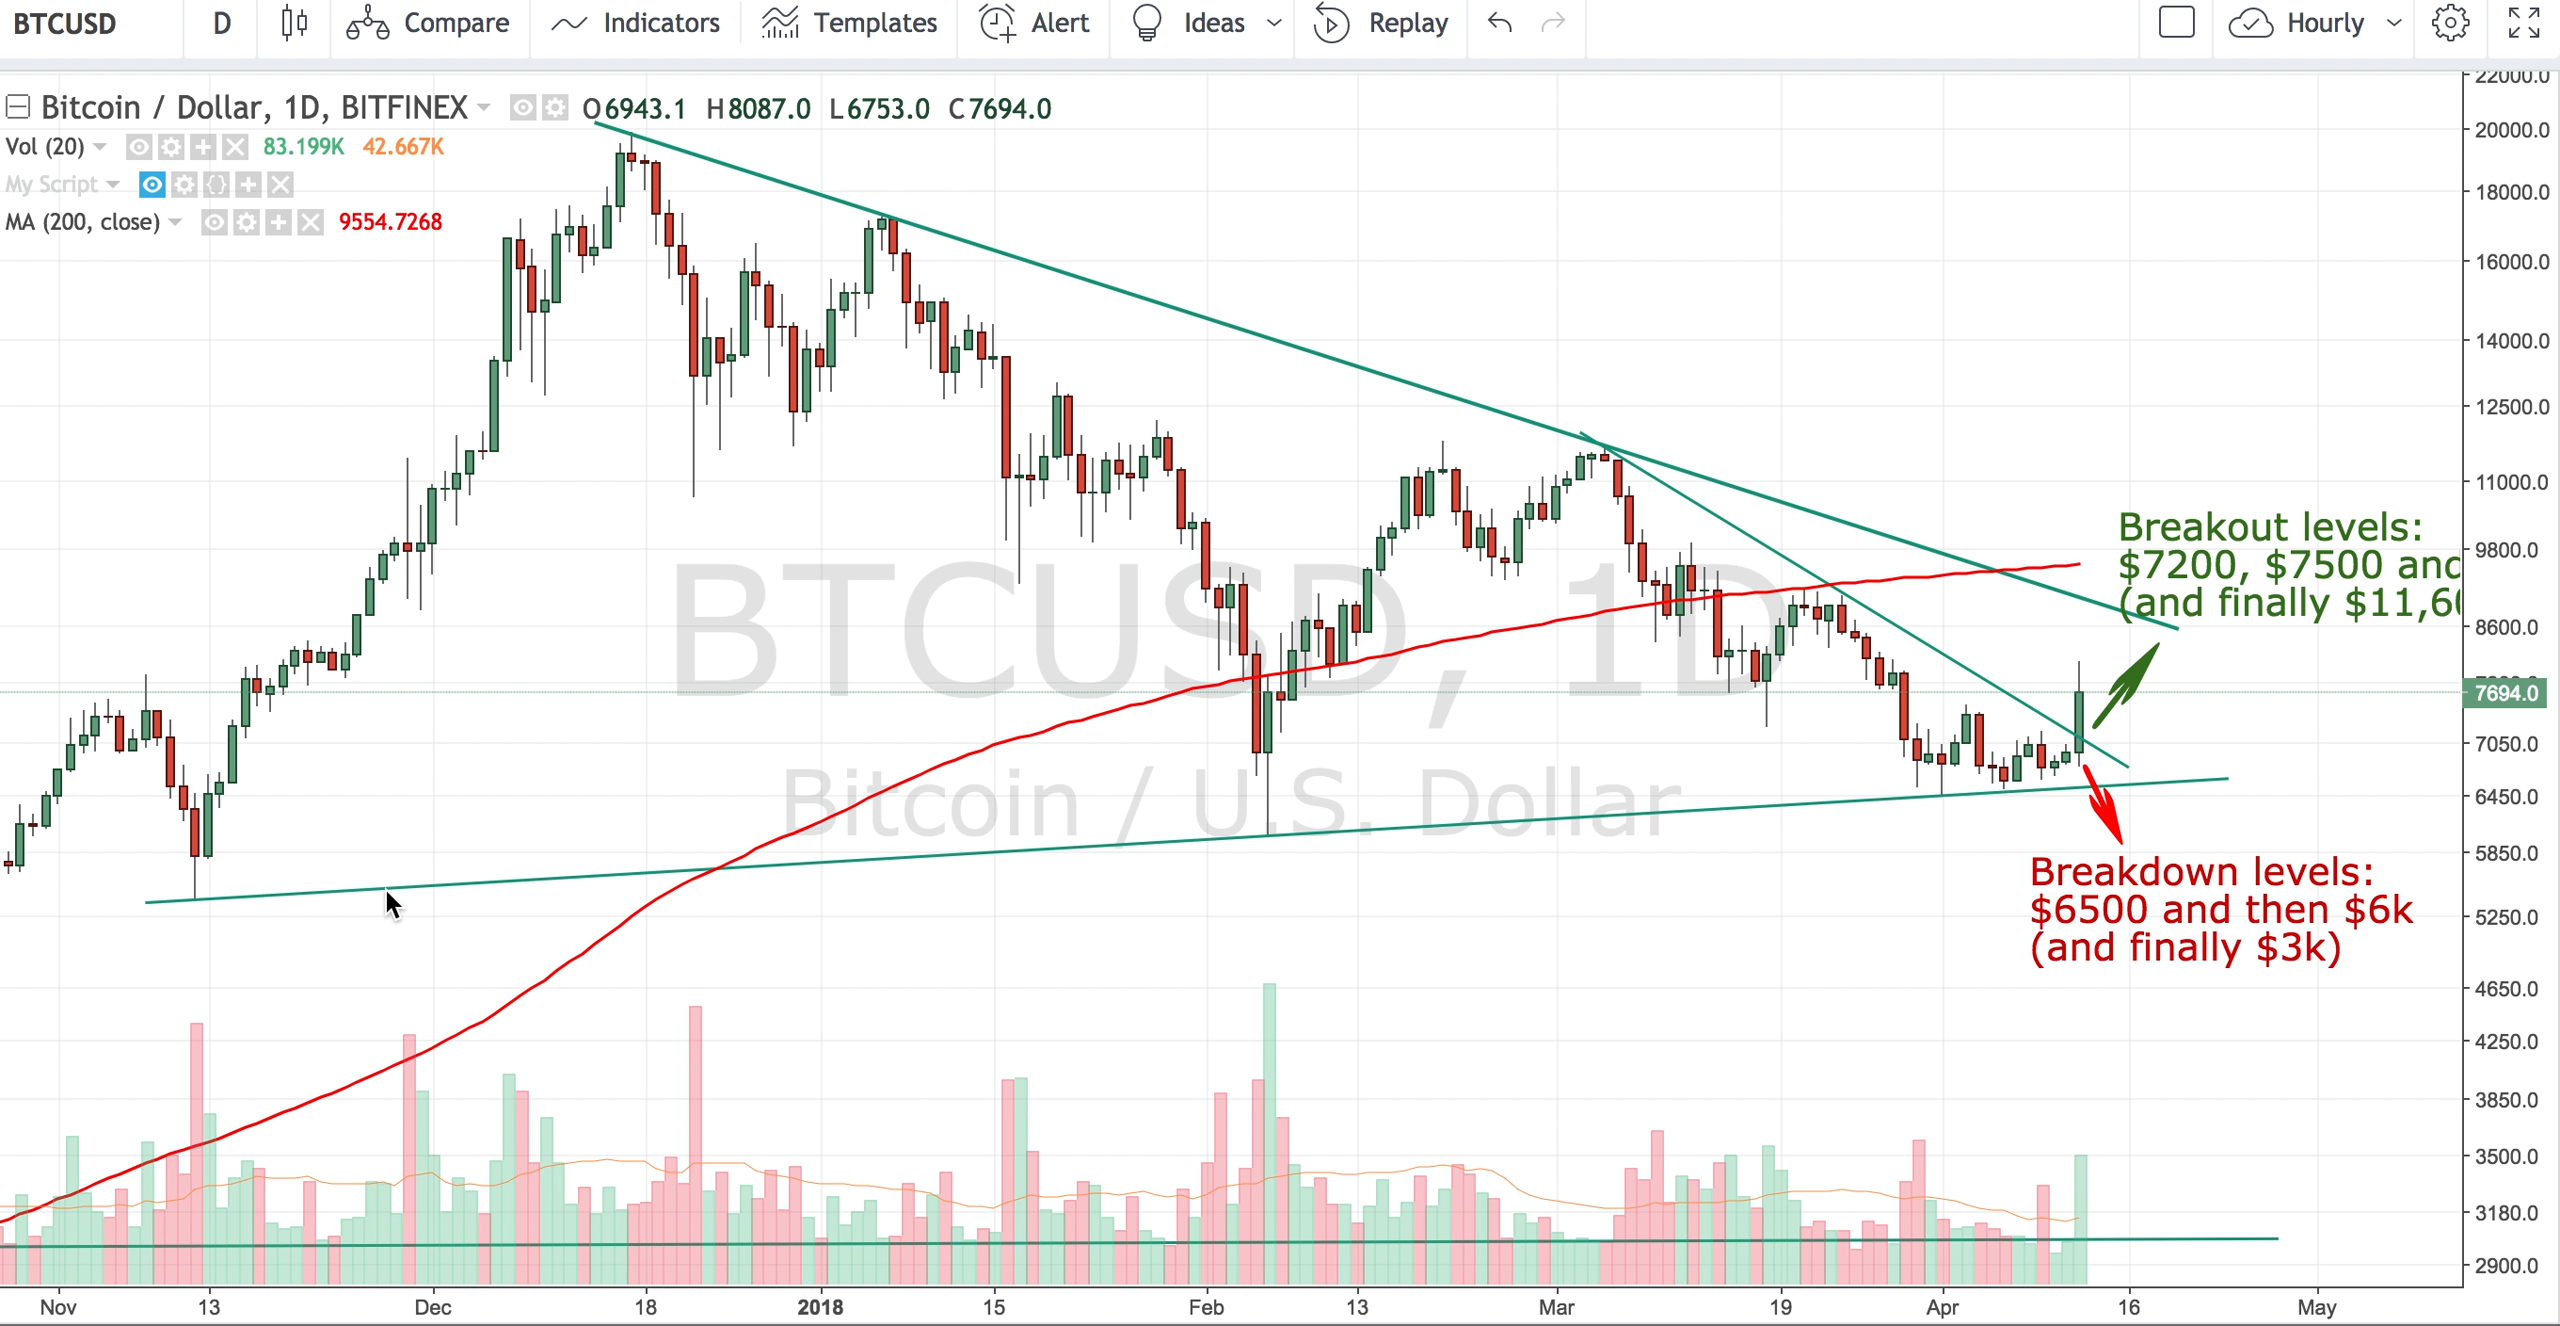 BTCUSD D Compare Indicators Templates Alert Ideas Replay Hourly
Bitcoin / Dollar, 1D, BITFINEX O6943.1 H8087.0 L6753.0 C7694.0
Vol (20) 83.199K 42.667K
My Script
MA (200, close) 9554.7268
BTCUSD, 1D
Bitcoin / U.S. Dollar
Breakout levels:
$7200, $7500 and
(and finally $11,6
Breakdown levels:
$6500 and then $6k
(and finally $3k)
22000.0
20000.0
18000.0
16000.0
14000.0
12500.0
11000.0
9800.0
8600.0
7694.0
7050.0
6450.0
5850.0
5250.0
4650.0
4250.0
3850.0
3500.0
3180.0
2900.0
Nov 13 Dec 18 2018 15 Feb 13 Mar 19 Apr 16 May